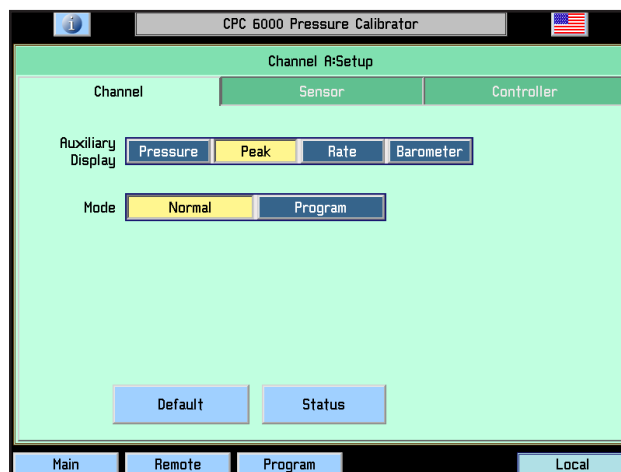 i CPC 6000 Pressure Calibrator
Channel A:Setup
Channel Sensor Controller
Auxiliary Display Pressure Peak Rate Barometer
Mode Normal Program
Default Status
Main Remote Program Local